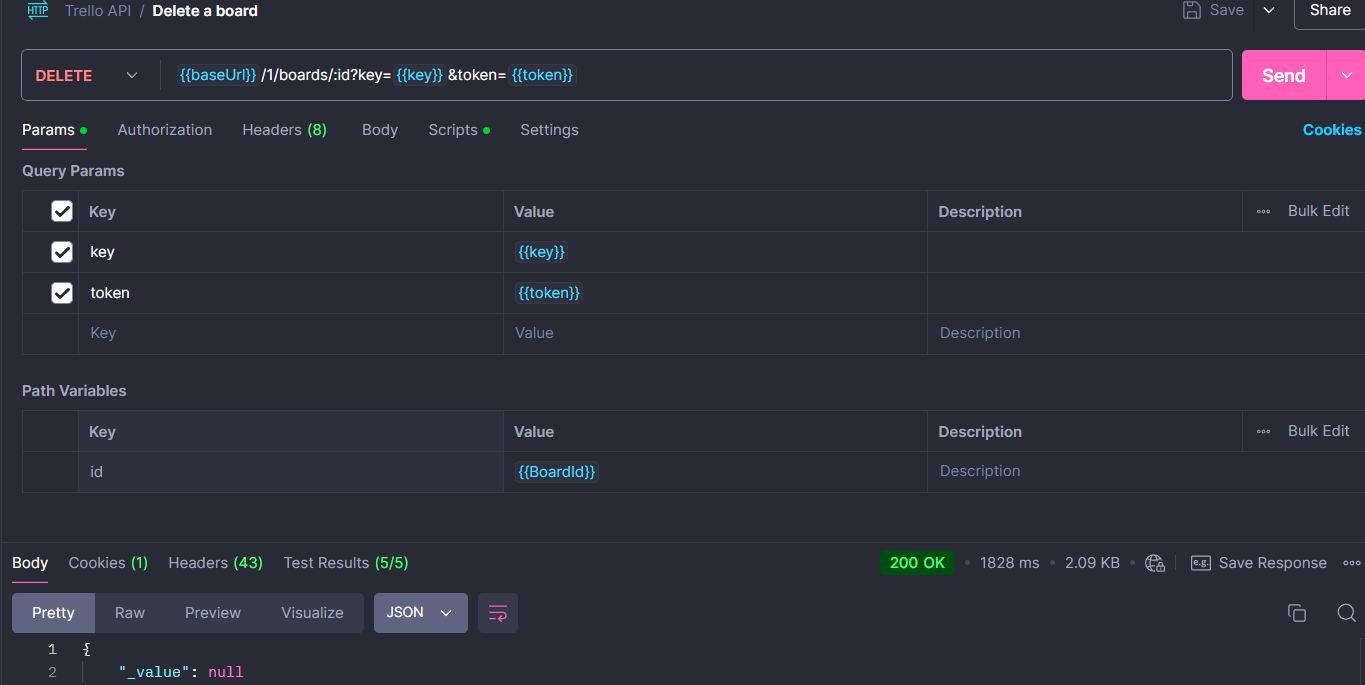 HTTP Trello API / Delete a board Save Share
DELETE {{baseUrl}} /1/boards/:id?key= {{key}} &token= {{token}} Send
Params Authorization Headers (8) Body Scripts Settings Cookies
Query Params
Key Value Description Bulk Edit
key {{key}}
token {{token}}
Key Value Description
Path Variables
Key Value Description Bulk Edit
id {{BoardId}} Description
Body Cookies (1) Headers (43) Test Results (5/5) 200 OK 1828 ms 2.09 KB e.g. Save Response
Pretty Raw Preview Visualize JSON
1 {
2 "_value": null